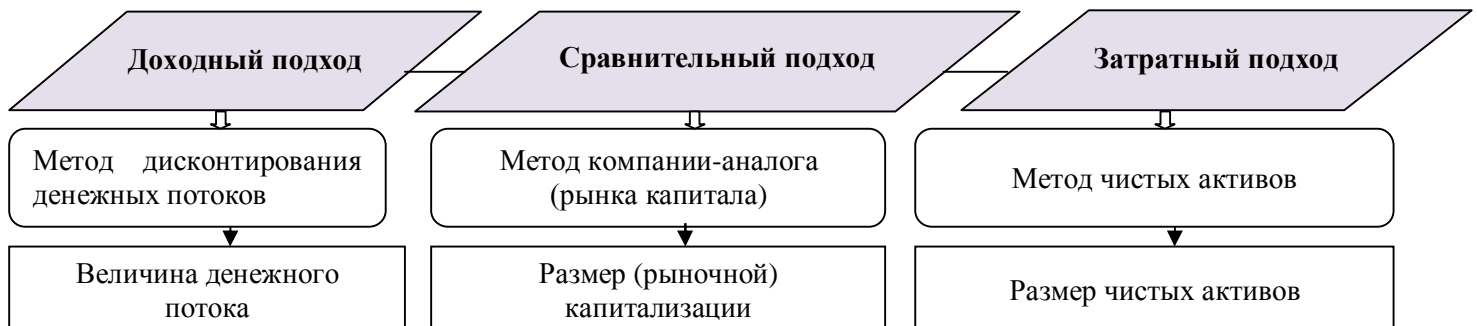 Доходный подход
Сравнительный подход
Затратный подход
Метод дисконтирования
денежных потоков
Метод компании-аналога
(рынка капитала)
Метод чистых активов
Величина денежного
потока
Размер (рыночной)
капитализации
Размер чистых активов